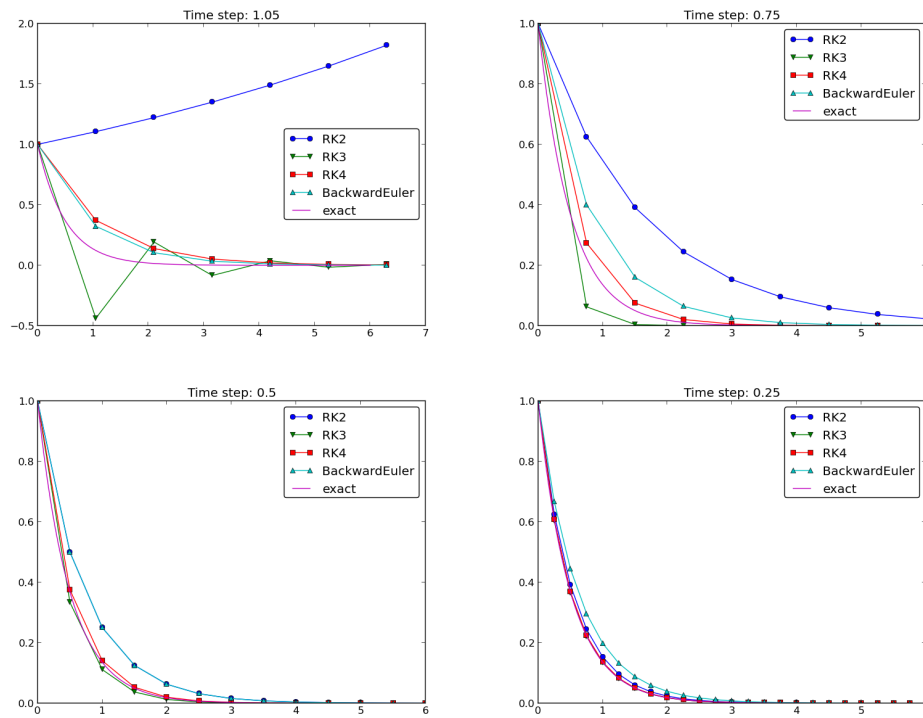 Time step: 1.05
2.0
1.5
1.0
0.5
0.0
−0.5
0 1 2 3 4 5 6 7
RK2
RK3
RK4
BackwardEuler
exact
Time step: 0.75
1.0
0.8
0.6
0.4
0.2
0.0
0 1 2 3 4 5
RK2
RK3
RK4
BackwardEuler
exact
Time step: 0.5
1.0
0.8
0.6
0.4
0.2
0.0
0 1 2 3 4 5 6
RK2
RK3
RK4
BackwardEuler
exact
Time step: 0.25
1.0
0.8
0.6
0.4
0.2
0.0
0 1 2 3 4 5
RK2
RK3
RK4
BackwardEuler
exact